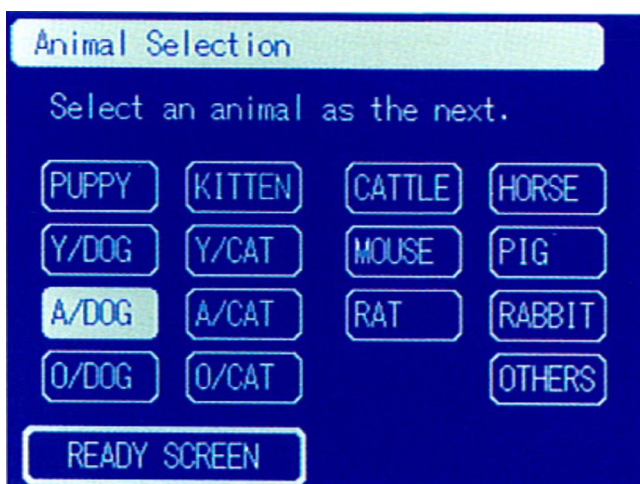 Animal Selection
Select an animal as the next.
PUPPY KITTEN CATTLE HORSE
Y/DOG Y/CAT MOUSE PIG
A/DOG A/CAT RAT RABBIT
O/DOG O/CAT OTHERS
READY SCREEN